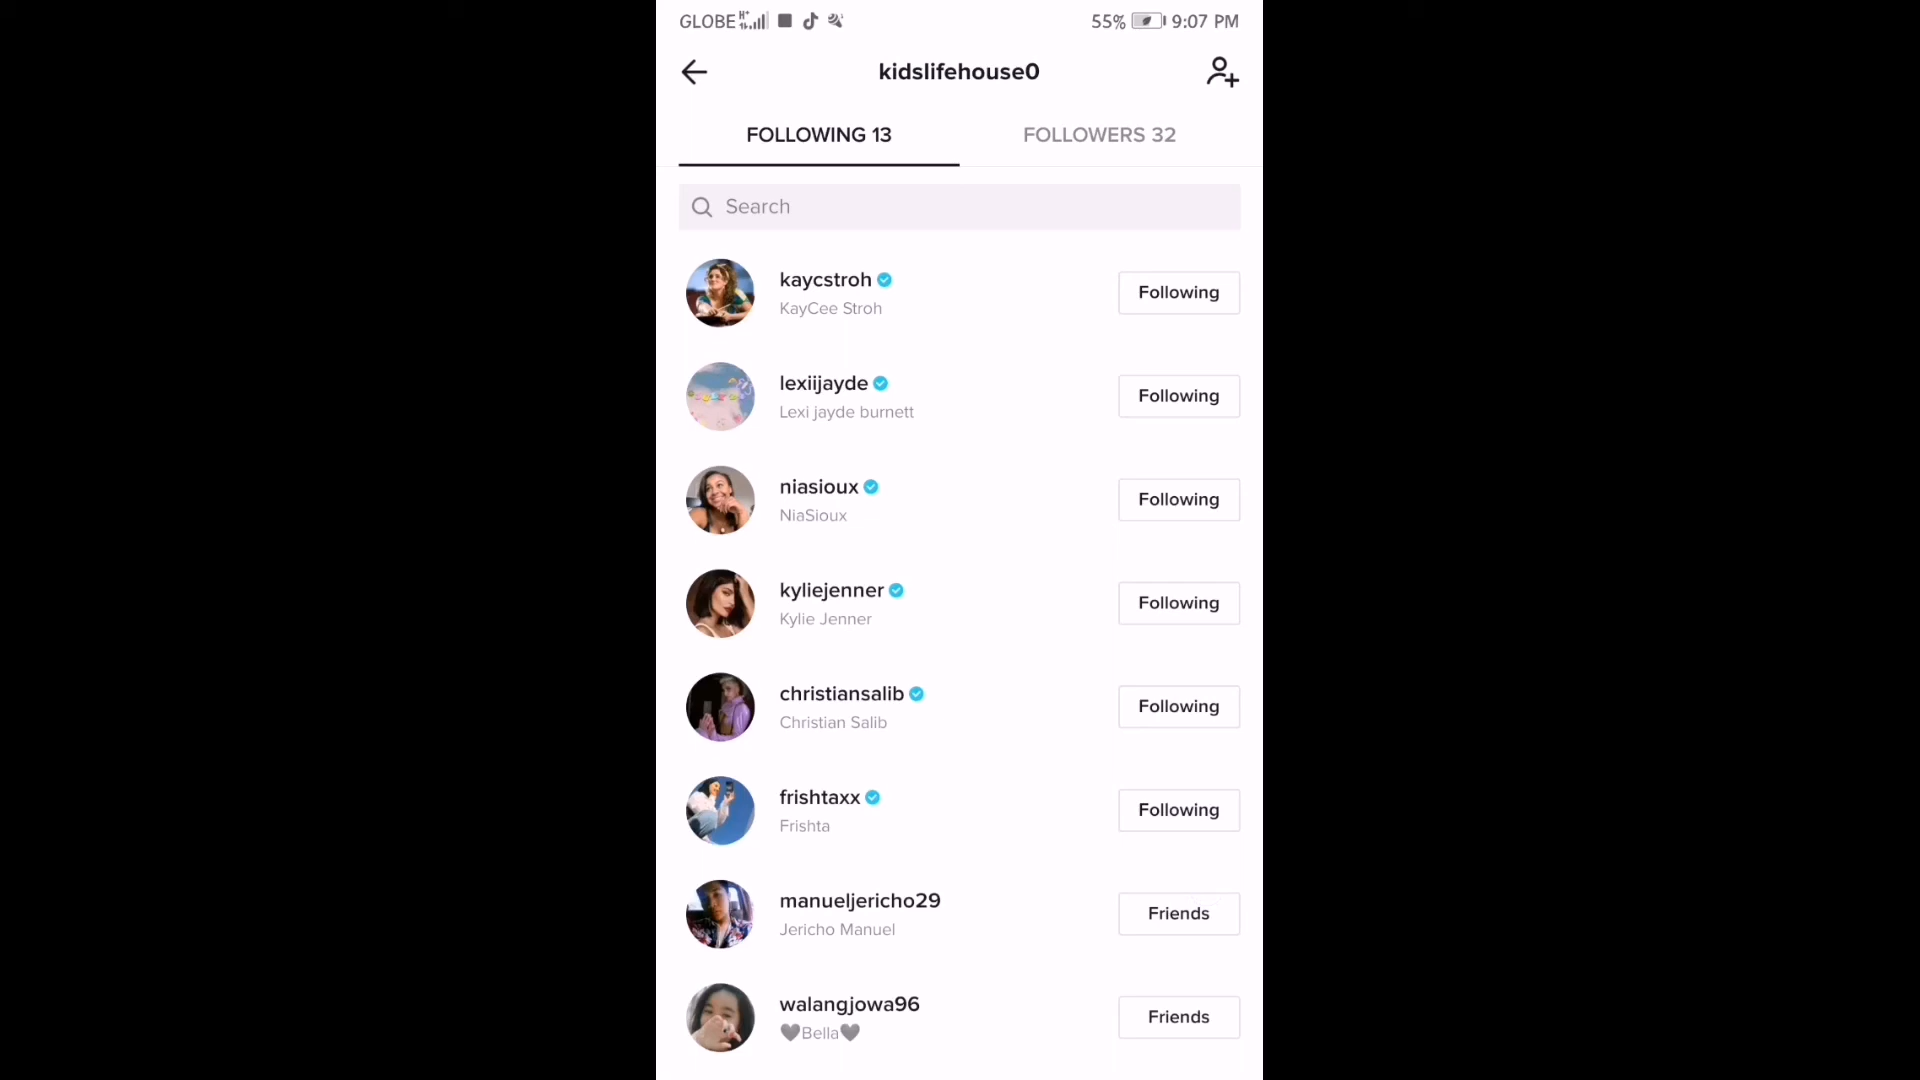 GLOBE 55% 9:07 PM
kidslifehouse0
FOLLOWING 13 FOLLOWERS 32
Search
kaycstroh
KayCee Stroh
Following
lexiijayde
Lexi jayde burnett
Following
niasioux
NiaSioux
Following
kyliejenner
Kylie Jenner
Following
christiansalib
Christian Salib
Following
frishtaxx
Frishta
Following
manueljericho29
Jericho Manuel
Friends
walangjowa96
🖤Bella🖤
Friends